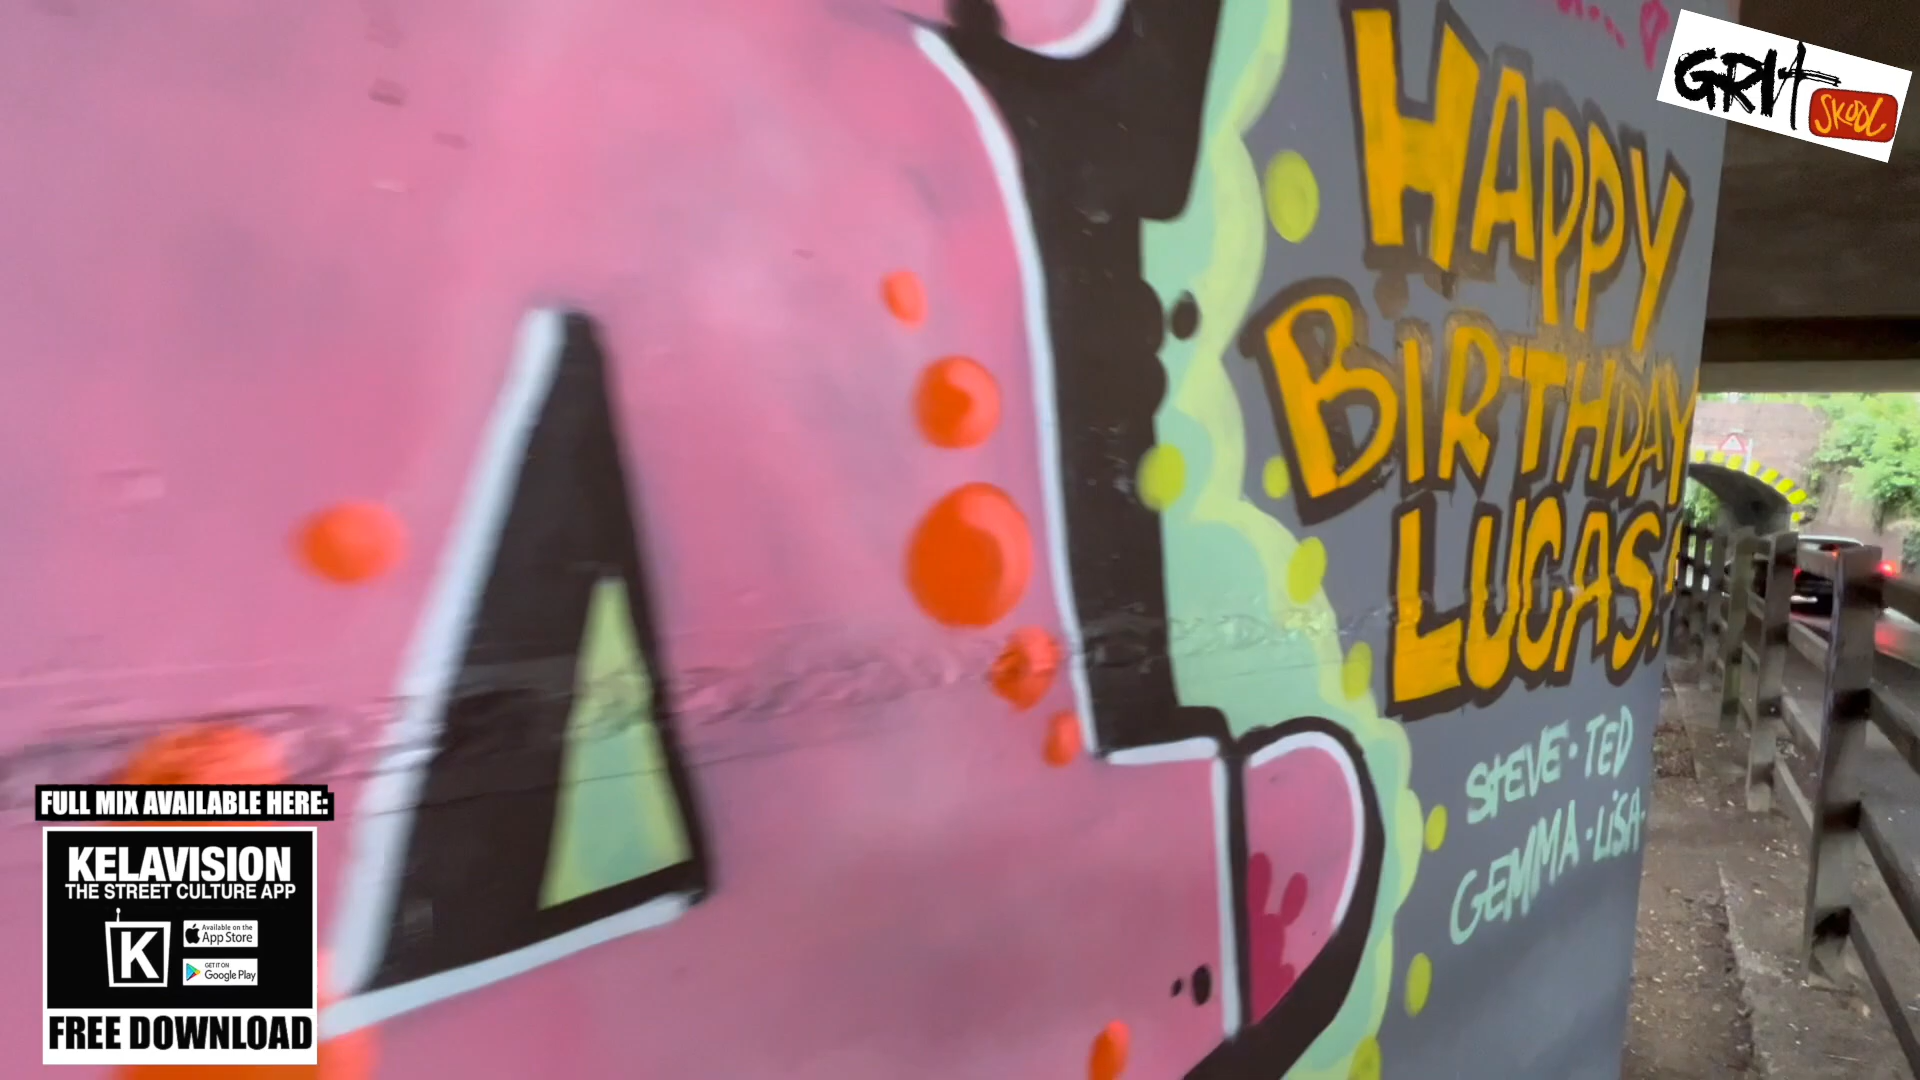 HAPPY
BIRTHDAY
LUCAS!
STEVE·TED
GEMMA·LiSA·
GRIt
SKOOL
FULL MIX AVAILABLE HERE:
KELAVISION
THE STREET CULTURE APP
K
Available on the
App Store
GET IT ON
Google Play
FREE DOWNLOAD